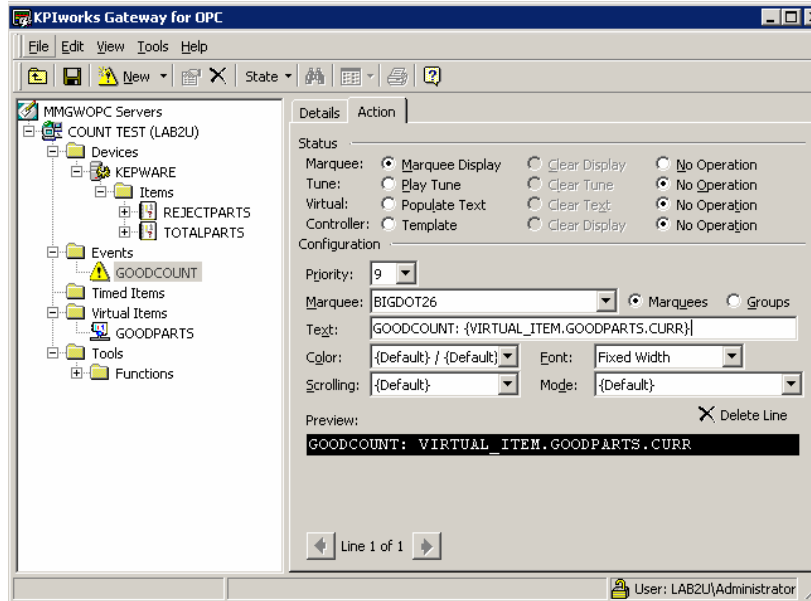 KPIworks Gateway for OPC
File Edit View Tools Help
New State
MMGWOPC Servers
COUNT TEST (LAB2U)
Devices
KEPWARE
Items
REJECTPARTS
TOTALPARTS
Events
GOODCOUNT
Timed Items
Virtual Items
GOODPARTS
Tools
Functions
Details Action
Status
Marquee: Marquee Display Clear Display No Operation
Tune: Play Tune Clear Tune No Operation
Virtual: Populate Text Clear Text No Operation
Controller: Template Clear Display No Operation
Configuration
Priority: 9
Marquee: BIGDOT26 Marquees Groups
Text: GOODCOUNT: {VIRTUAL_ITEM.GOODPARTS.CURR}
Color: {Default} / {Default} Font: Fixed Width
Scrolling: {Default} Mode: {Default}
Preview: Delete Line
GOODCOUNT: VIRTUAL_ITEM.GOODPARTS.CURR
Line 1 of 1
User: LAB2U\Administrator